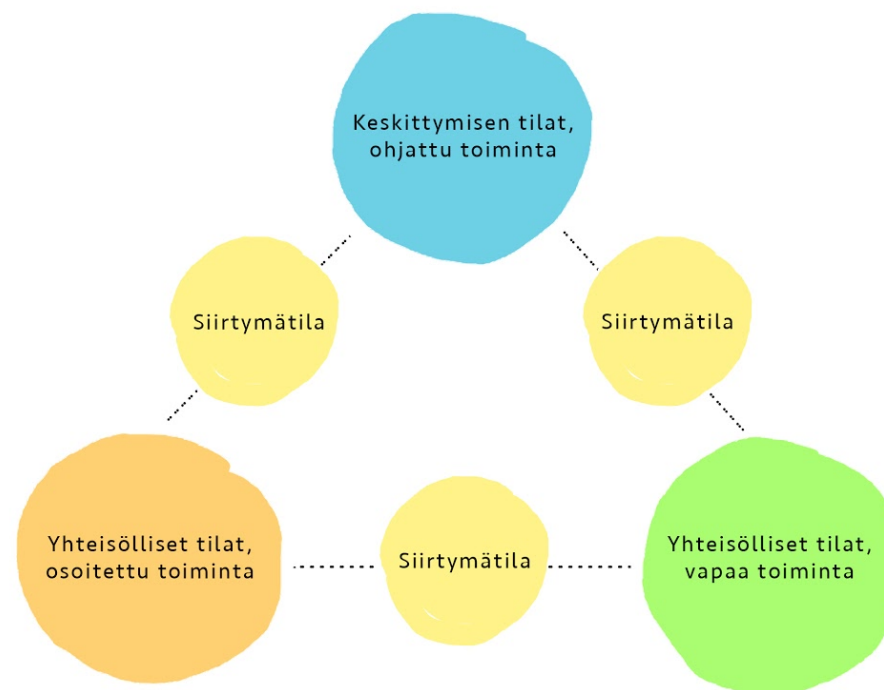 Keskittymisen tilat,
ohjattu toiminta
Siirtymätila
Siirtymätila
Yhteisölliset tilat,
osoitettu toiminta
Siirtymätila
Yhteisölliset tilat,
vapaa toiminta